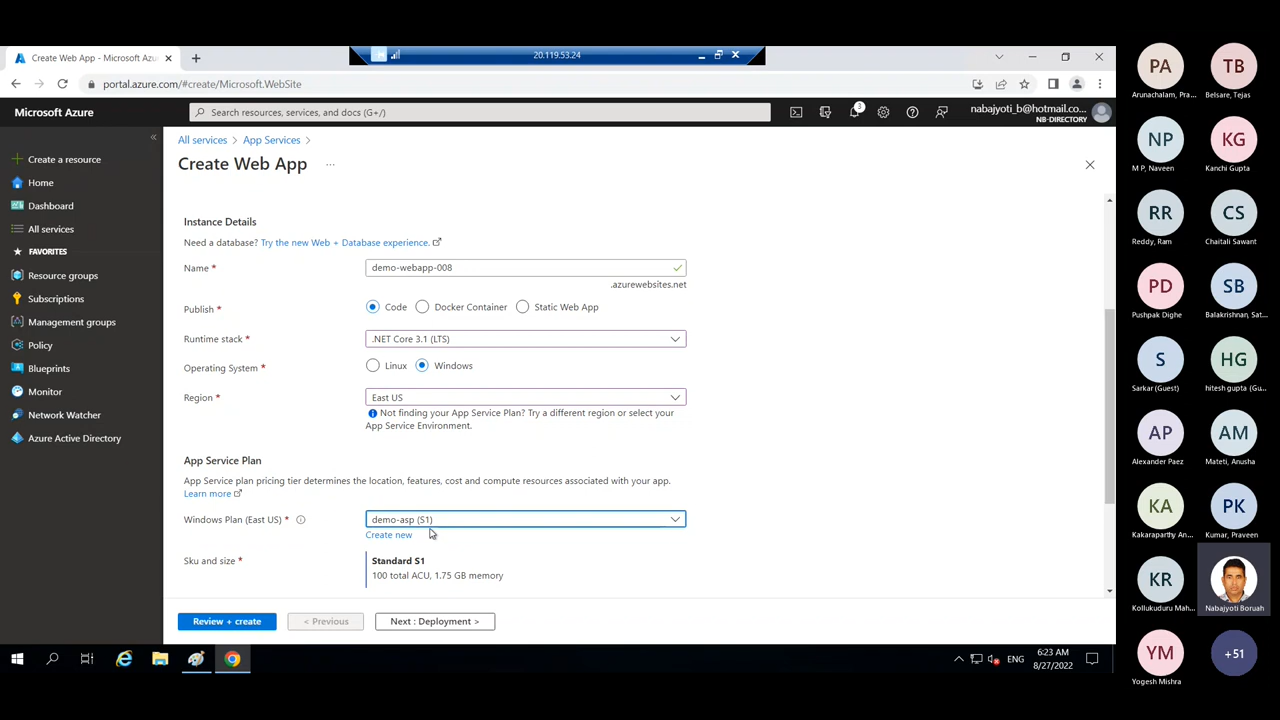 Create Web App - Microsoft Azu
20.119.53.24
portal.azure.com/#create/Microsoft.WebSite
Microsoft Azure
Search resources, services, and docs (G+/)
3
nabajyoti_b@hotmail.co...
NB-DIRECTORY
Create a resource
Home
Dashboard
All services
FAVORITES
Resource groups
Subscriptions
Management groups
Policy
Blueprints
Monitor
Network Watcher
Azure Active Directory
All services > App Services >
Create Web App ...
Instance Details
Need a database? Try the new Web + Database experience.
Name *
demo-webapp-008
.azurewebsites.net
Publish *
Code Docker Container Static Web App
Runtime stack *
.NET Core 3.1 (LTS)
Operating System *
Linux Windows
Region *
East US
Not finding your App Service Plan? Try a different region or select your
App Service Environment.
App Service Plan
App Service plan pricing tier determines the location, features, cost and compute resources associated with your app.
Learn more
Windows Plan (East US) *
demo-asp (S1)
Create new
Sku and size *
Standard S1
100 total ACU, 1.75 GB memory
Review + create
< Previous
Next : Deployment >
ENG
6:23 AM
8/27/2022
PA
Arunachalam, Pra...
TB
Belsare, Tejas
NP
M P, Naveen
KG
Kanchi Gupta
RR
Reddy, Ram
CS
Chaitali Sawant
PD
Pushpak Dighe
SB
Balakrishnan, Sat...
S
Sarkar (Guest)
HG
hitesh gupta (Gu...
AP
Alexander Paez
AM
Mateti, Anusha
KA
Kakaraparthy An...
PK
Kumar, Praveen
KR
Kollukuduru Mah...
Nabajyoti Boruah
YM
Yogesh Mishra
+51